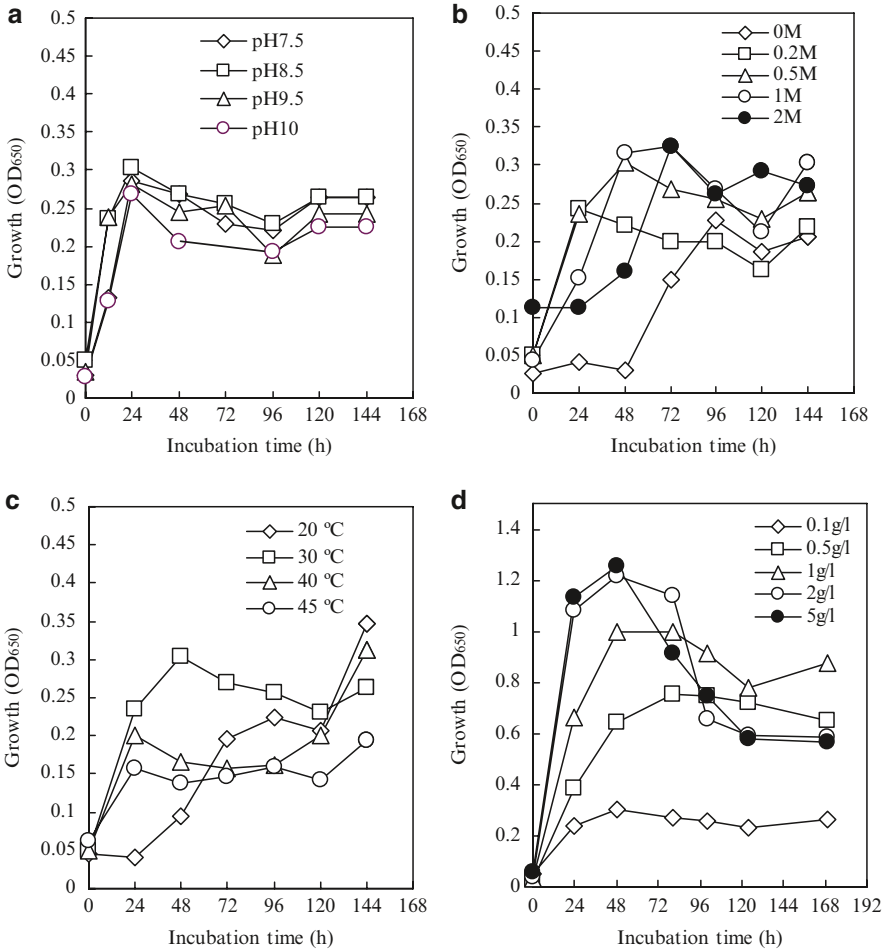 a
0.5
0.45
0.4
0.35
0.3
0.25
0.2
0.15
0.1
0.05
0
Growth (OD650)
pH7.5
pH8.5
pH9.5
pH10
0 24 48 72 96 120 144 168
Incubation time (h)
b
0.5
0.45
0.4
0.35
0.3
0.25
0.2
0.15
0.1
0.05
0
Growth (OD650)
0M
0.2M
0.5M
1M
2M
0 24 48 72 96 120 144 168
Incubation time (h)
c
0.5
0.45
0.4
0.35
0.3
0.25
0.2
0.15
0.1
0.05
0
Growth (OD650)
20 ºC
30 ºC
40 ºC
45 ºC
0 24 48 72 96 120 144 168
Incubation time (h)
d
1.4
1.2
1
0.8
0.6
0.4
0.2
0
Growth (OD650)
0.1g/l
0.5g/l
1g/l
2g/l
5g/l
0 24 48 72 96 120 144 168 192
Incubation time (h)